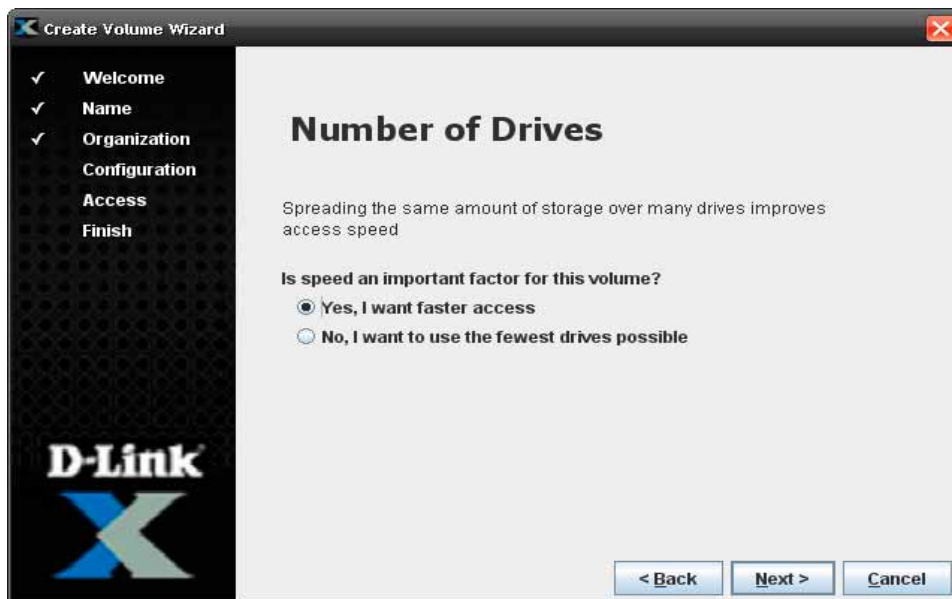 Create Volume Wizard
✓ Welcome
✓ Name
✓ Organization
Configuration
Access
Finish
D-Link
Number of Drives
Spreading the same amount of storage over many drives improves
access speed
Is speed an important factor for this volume?
Yes, I want faster access
No, I want to use the fewest drives possible
< Back
Next >
Cancel